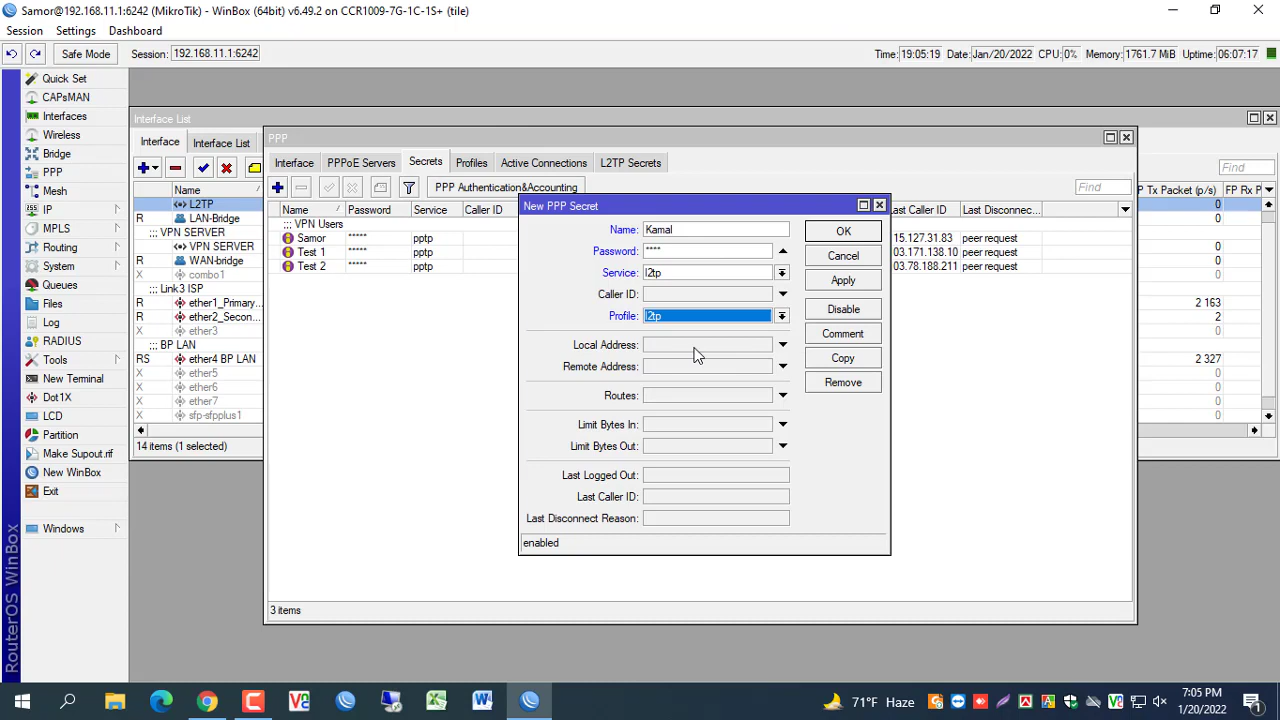 Samor@192.168.11.1:6242 (MikroTik) - WinBox (64bit) v6.49.2 on CCR1009-7G-1C-1S+ (tile)
Session Settings Dashboard
Safe Mode Session: 192.168.11.1:6242 Time: 19:05:19 Date: Jan/20/2022 CPU: 0% Memory: 1761.7 MiB Uptime: 06:07:17
RouterOS WinBox
Quick Set
CAPsMAN
Interfaces
Wireless
Bridge
PPP
Mesh
IP
MPLS
Routing
System
Queues
Files
Log
RADIUS
Tools
New Terminal
Dot1X
LCD
Partition
Make Supout.rif
New WinBox
Exit
Windows
Interface List
Interface Interface List
Find
Name
P Tx Packet (p/s) FP Rx P
L2TP 0
R LAN-Bridge 0
::: VPN SERVER
VPN SERVER 0
R WAN-bridge 0
X combo1 0
::: Link3 ISP
R ether1_Primary... 2 163
R ether2_Secon... 2
X ether3 0
::: BP LAN
RS ether4 BP LAN 2 327
X ether5 0
X ether6 0
X ether7 0
X sfp-sfpplus1 0
14 items (1 selected)
PPP
Interface PPPoE Servers Secrets Profiles Active Connections L2TP Secrets
PPP Authentication&Accounting Find
Name Password Service Caller ID Last Caller ID Last Disconnec...
::: VPN Users
Samor ***** pptp 15.127.31.83 peer request
Test 1 ***** pptp 03.171.138.10 peer request
Test 2 ***** pptp 03.78.188.211 peer request
3 items
New PPP Secret
Name: Kamal
Password: ****
Service: l2tp
Caller ID:
Profile: l2tp
Local Address:
Remote Address:
Routes:
Limit Bytes In:
Limit Bytes Out:
Last Logged Out:
Last Caller ID:
Last Disconnect Reason:
enabled
OK
Cancel
Apply
Disable
Comment
Copy
Remove
71°F Haze
7:05 PM
1/20/2022